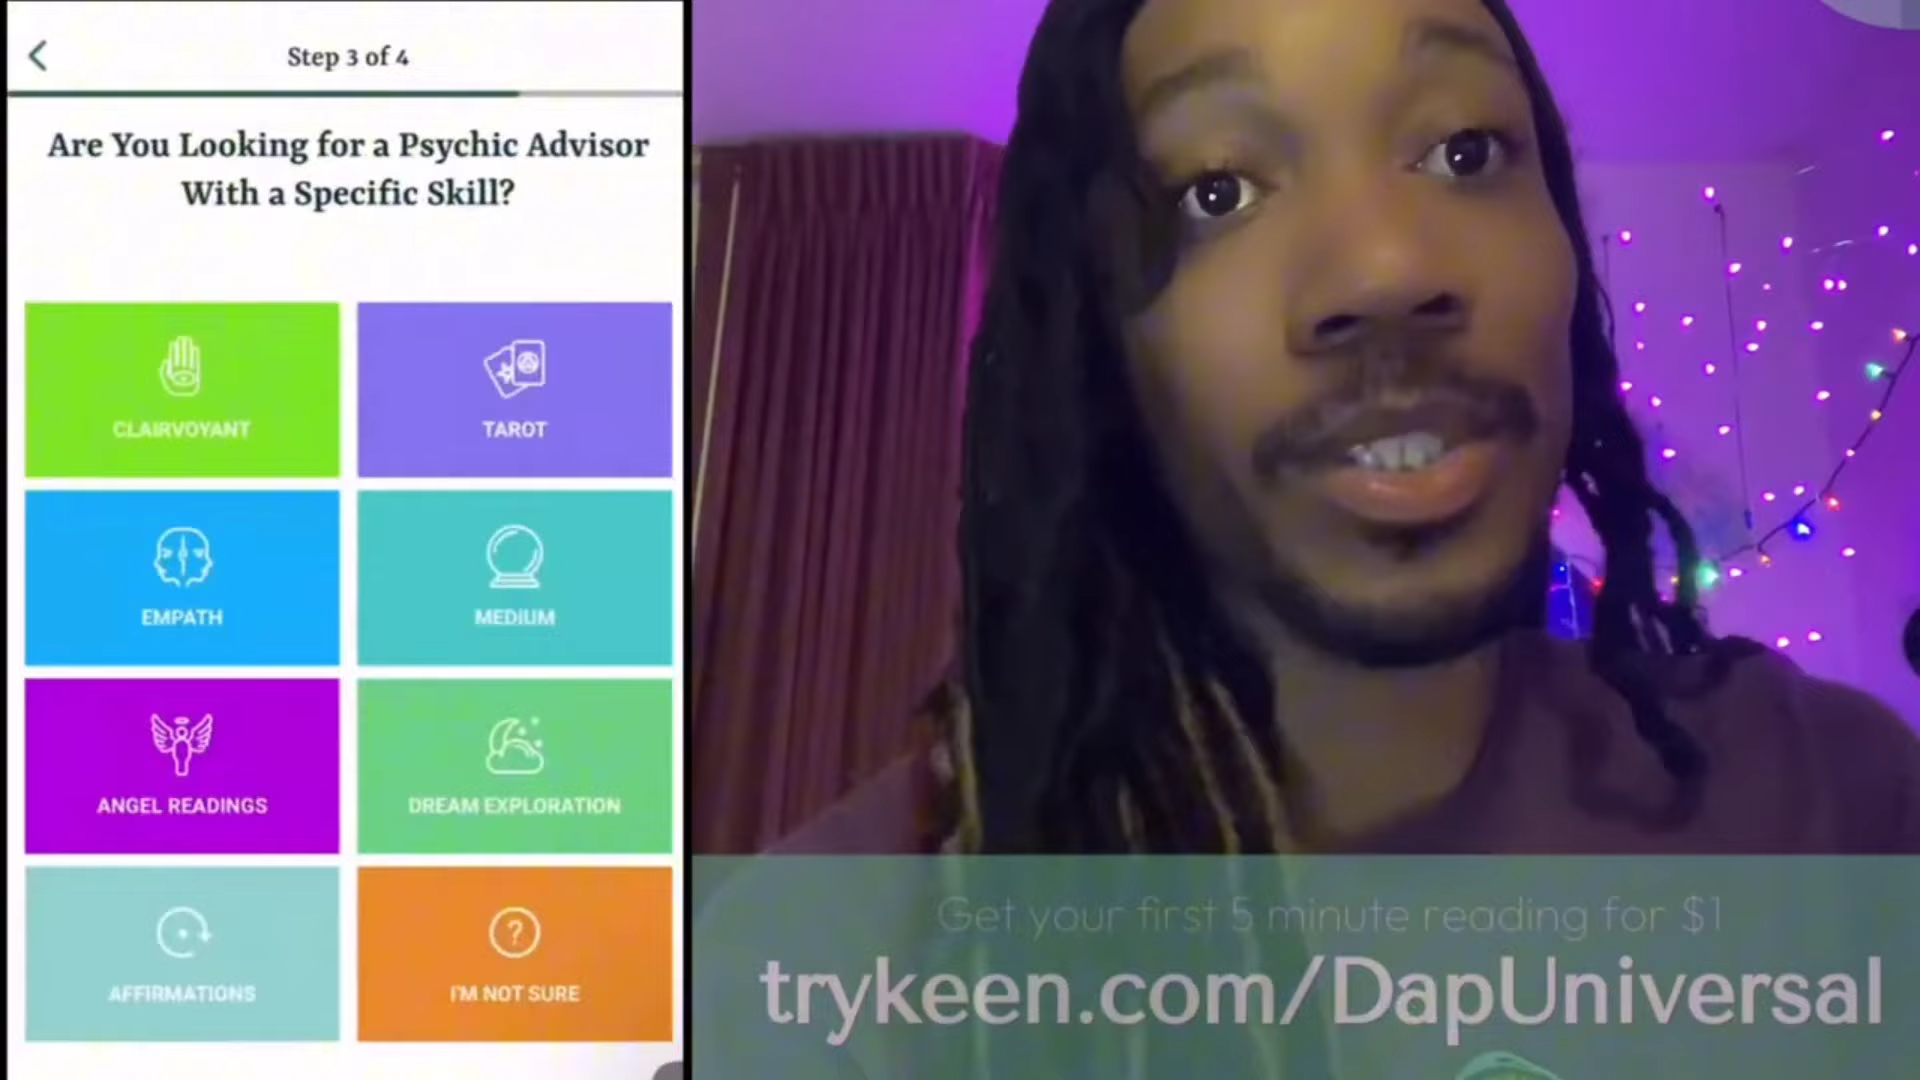 Step 3 of 4
Are You Looking for a Psychic Advisor
With a Specific Skill?
CLAIRVOYANT
TAROT
EMPATH
MEDIUM
ANGEL READINGS
DREAM EXPLORATION
AFFIRMATIONS
I'M NOT SURE
Get your first 5 minute reading for $1
trykeen.com/DapUniversal